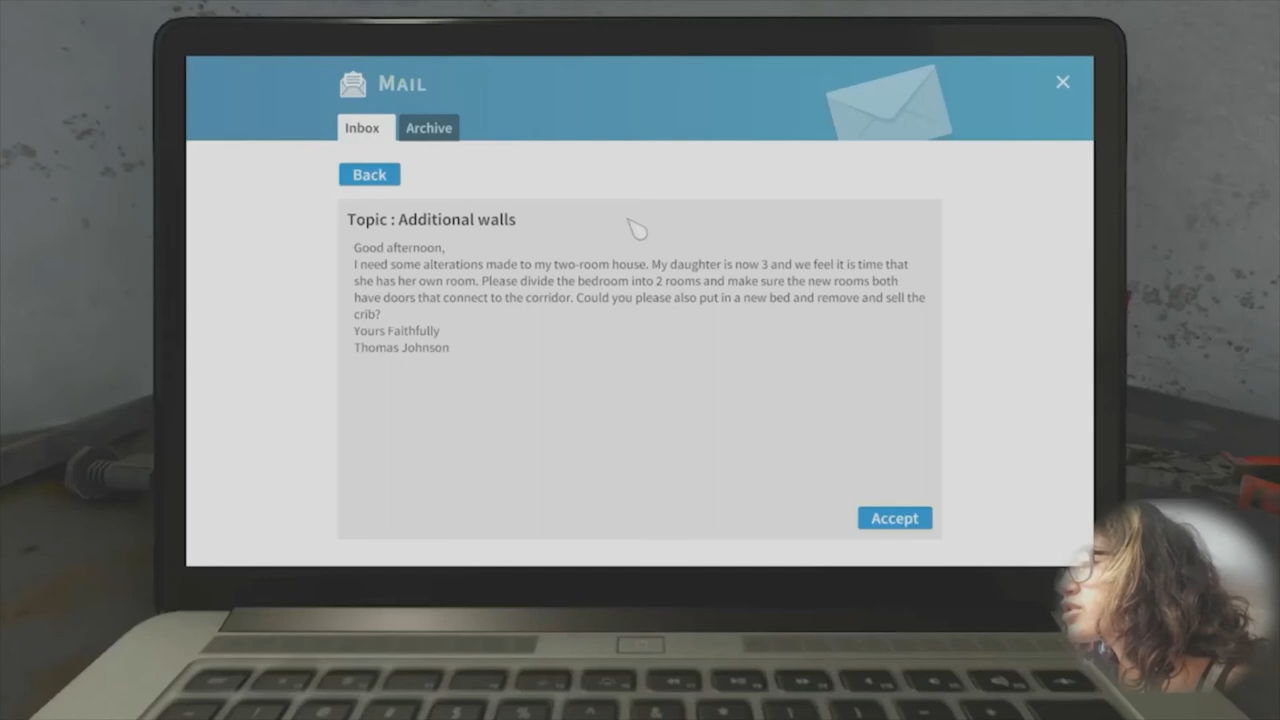 MAIL
Inbox
Archive
Back
Topic : Additional walls
Good afternoon,
I need some alterations made to my two-room house. My daughter is now 3 and we feel it is time that
she has her own room. Please divide the bedroom into 2 rooms and make sure the new rooms both
have doors that connect to the corridor. Could you please also put in a new bed and remove and sell the
crib?
Yours Faithfully
Thomas Johnson
Accept